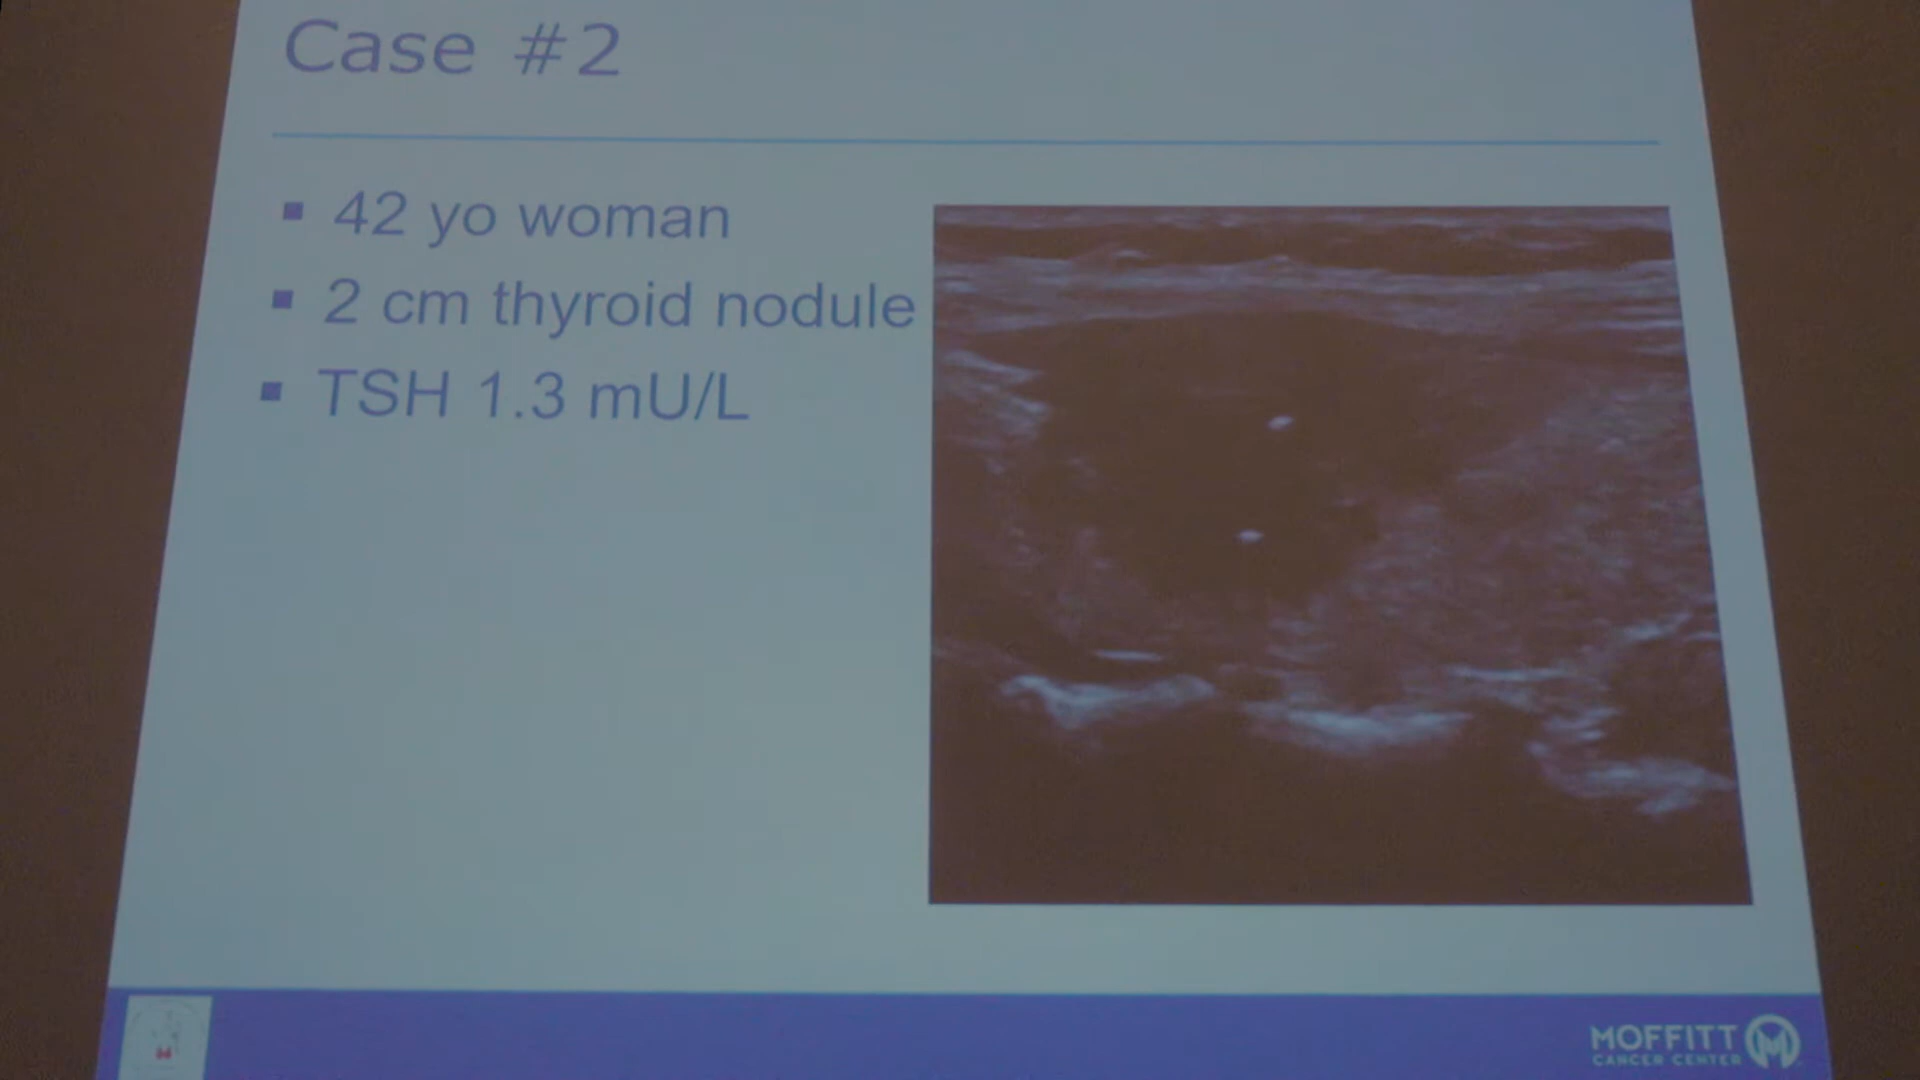 Case #2
▪ 42 yo woman
▪ 2 cm thyroid nodule
▪ TSH 1.3 mU/L
MOFFITT
CANCER CENTER